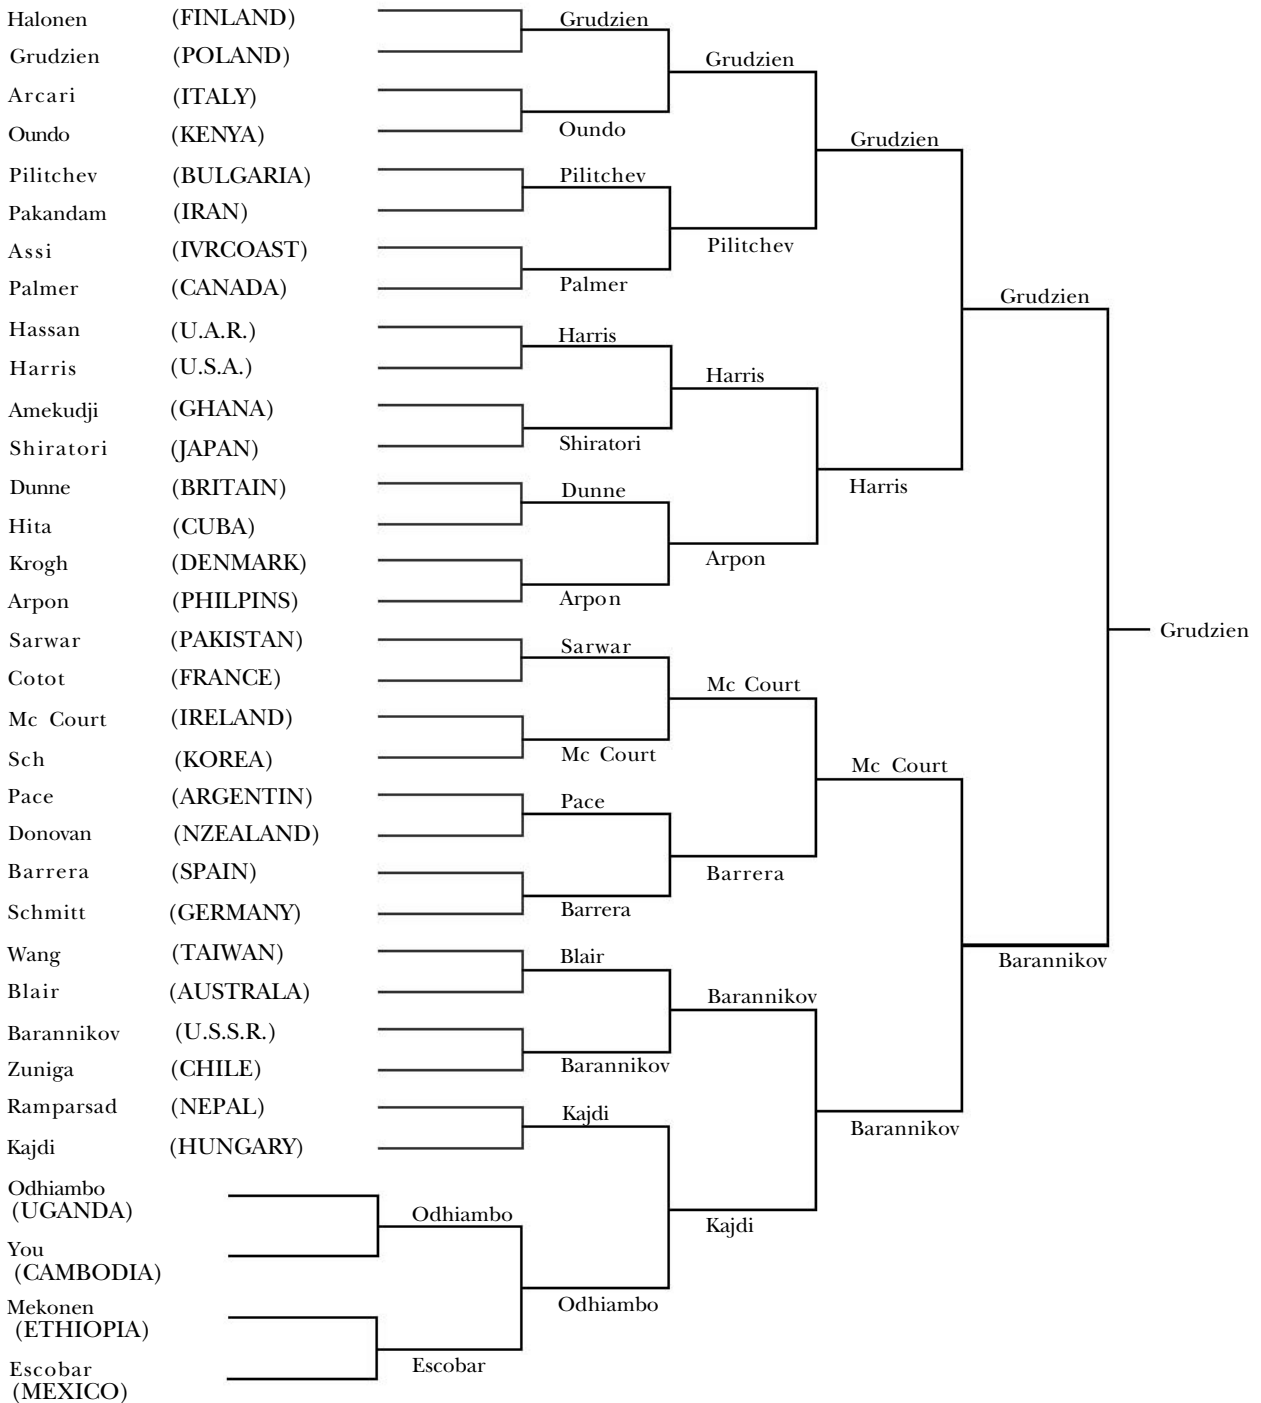 Halonen (FINLAND)
Grudzien (POLAND)
Arcari (ITALY)
Oundo (KENYA)
Pilitchev (BULGARIA)
Pakandam (IRAN)
Assi (IVRCOAST)
Palmer (CANADA)
Hassan (U.A.R.)
Harris (U.S.A.)
Amekudji (GHANA)
Shiratori (JAPAN)
Dunne (BRITAIN)
Hita (CUBA)
Krogh (DENMARK)
Arpon (PHILPINS)
Sarwar (PAKISTAN)
Cotot (FRANCE)
Mc Court (IRELAND)
Sch (KOREA)
Pace (ARGENTIN)
Donovan (NZEALAND)
Barrera (SPAIN)
Schmitt (GERMANY)
Wang (TAIWAN)
Blair (AUSTRALA)
Barannikov (U.S.S.R.)
Zuniga (CHILE)
Ramparsad (NEPAL)
Kajdi (HUNGARY)
Odhiambo
(UGANDA)
You
(CAMBODIA)
Mekonen
(ETHIOPIA)
Escobar
(MEXICO)
Odhiambo
Escobar
Grudzien
Oundo
Pilitchev
Palmer
Harris
Shiratori
Dunne
Arpon
Sarwar
Mc Court
Pace
Barrera
Blair
Barannikov
Kajdi
Odhiambo
Grudzien
Pilitchev
Harris
Arpon
Mc Court
Barrera
Barannikov
Kajdi
Grudzien
Harris
Mc Court
Barannikov
Grudzien
Barannikov
Grudzien